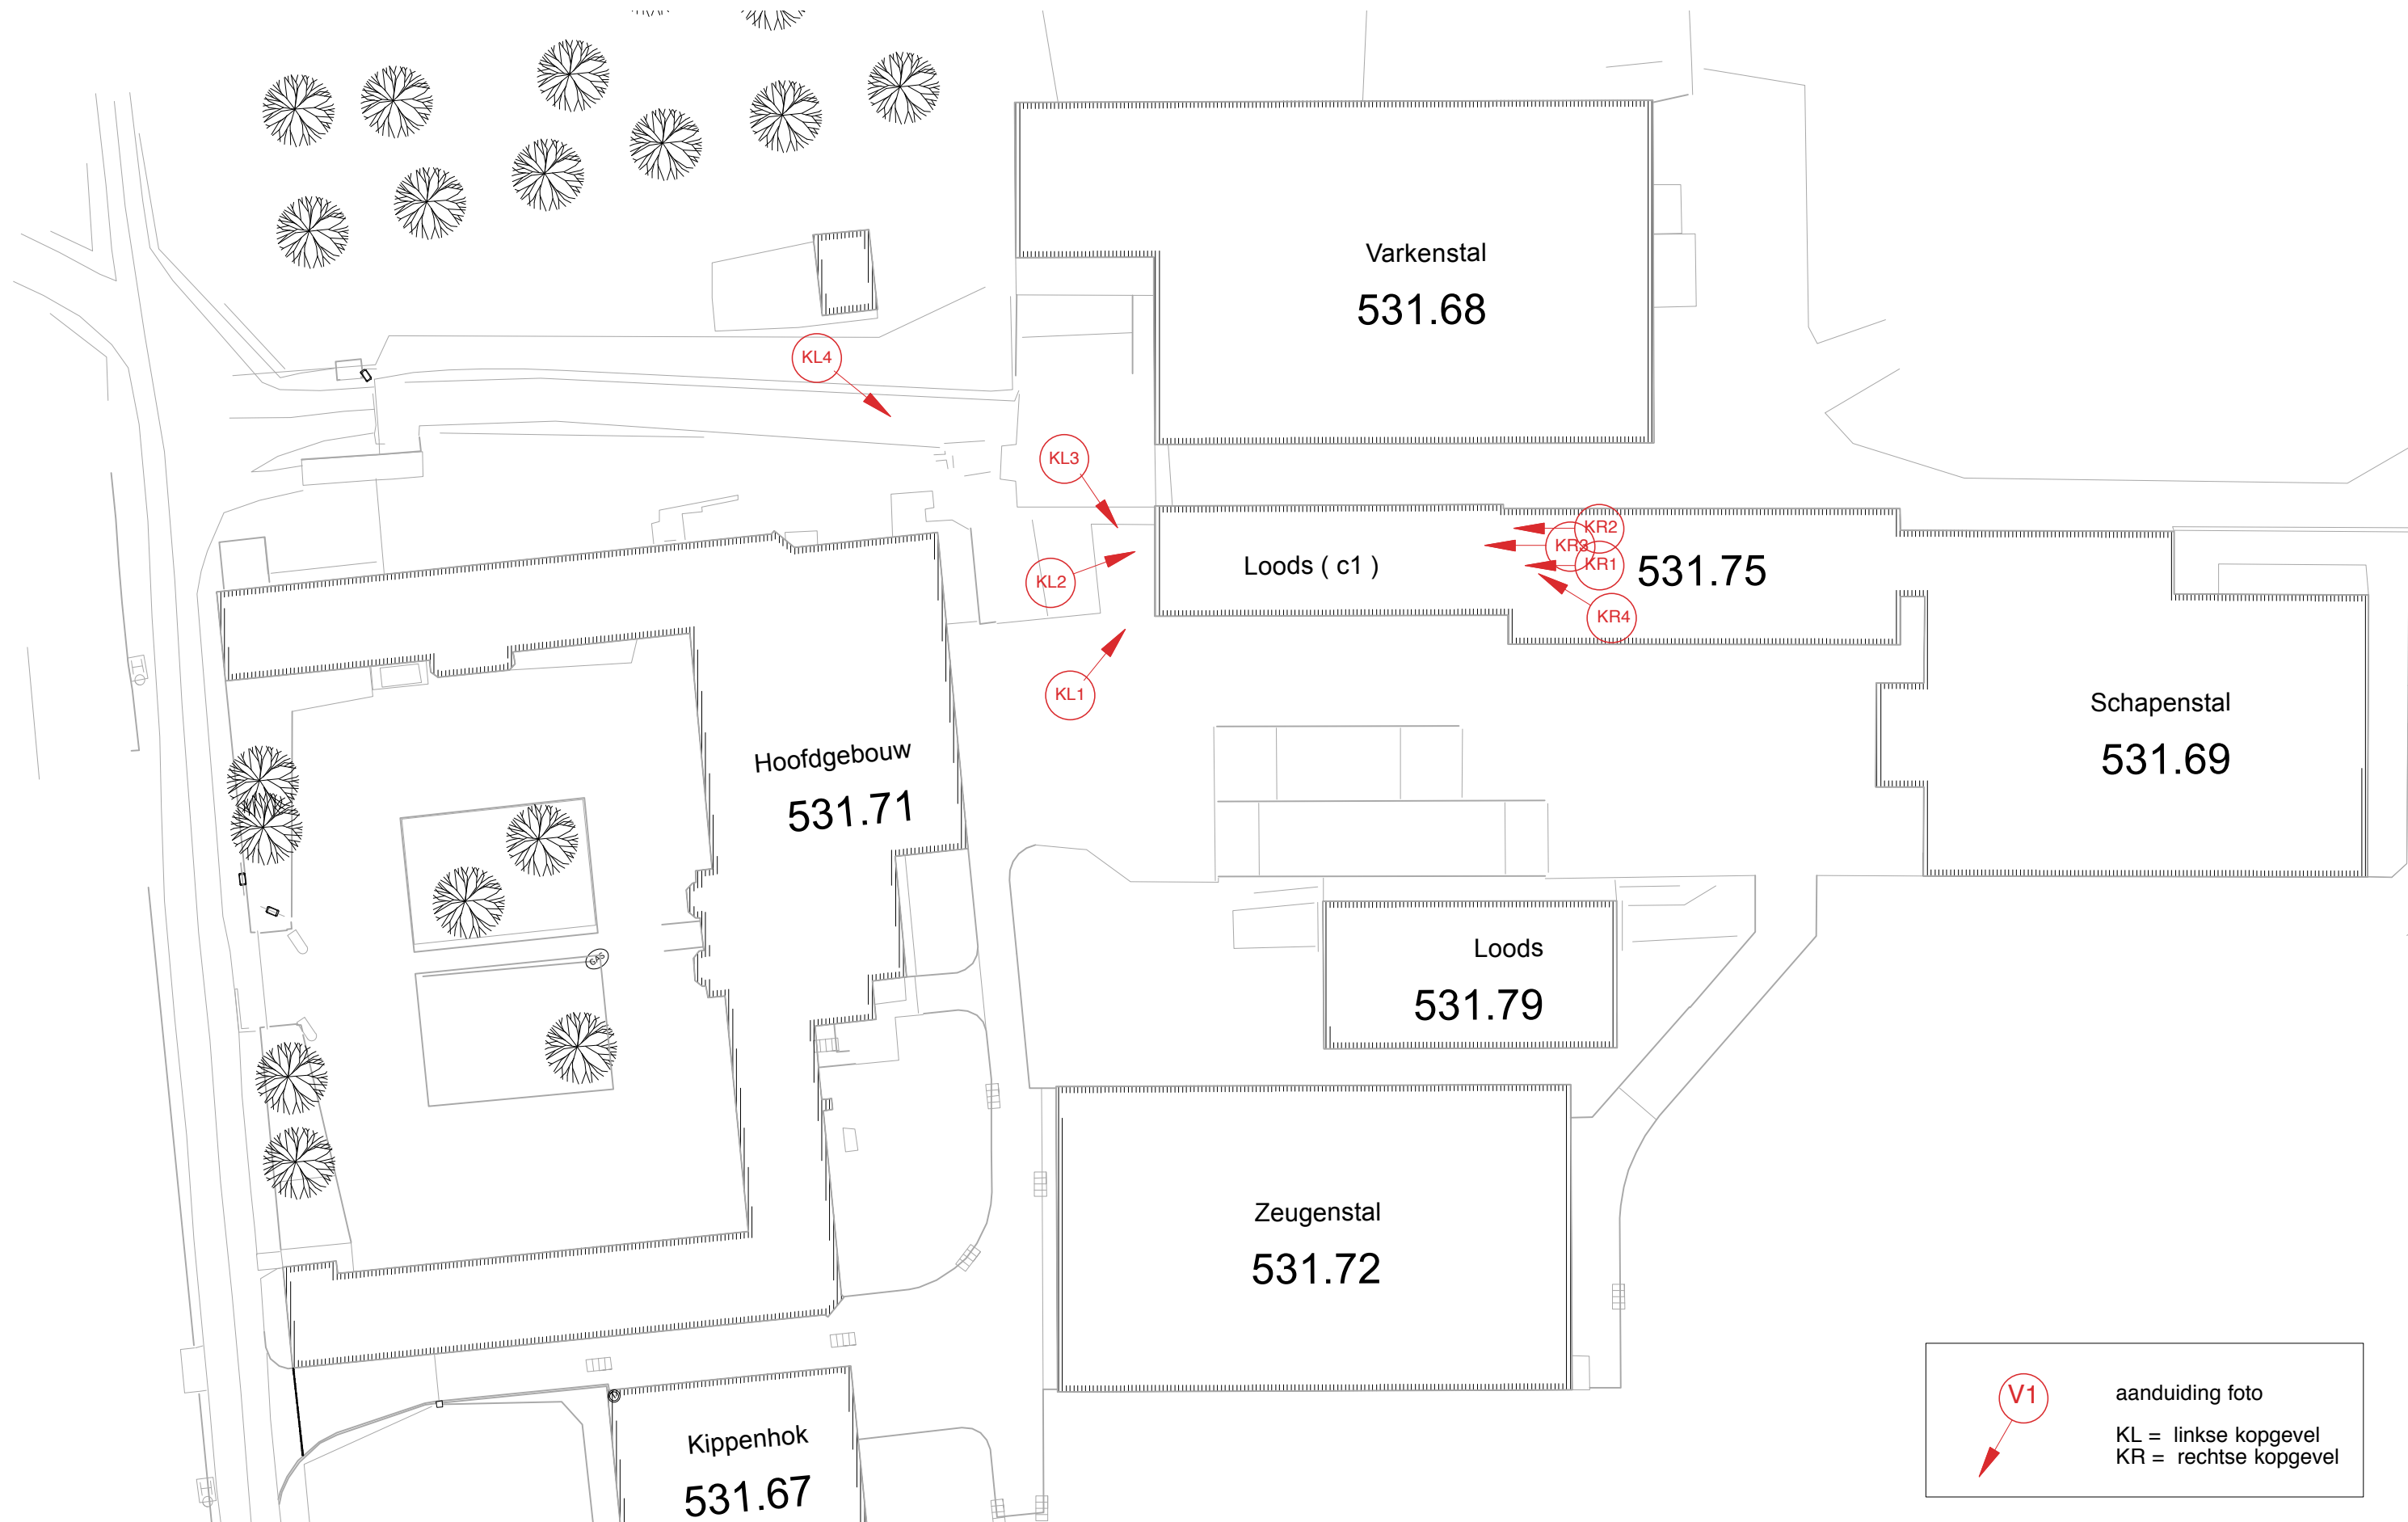 Varkenstal
531.68
KL4
KL3
KL2
KL1
Loods ( c1 )
KR2
KR3
KR1
KR4
531.75
Schapenstal
531.69
Hoofdgebouw
531.71
Loods
531.79
Zeugenstal
531.72
Kippenhok
531.67
V1
aanduiding foto
KL = linkse kopgevel
KR = rechtse kopgevel